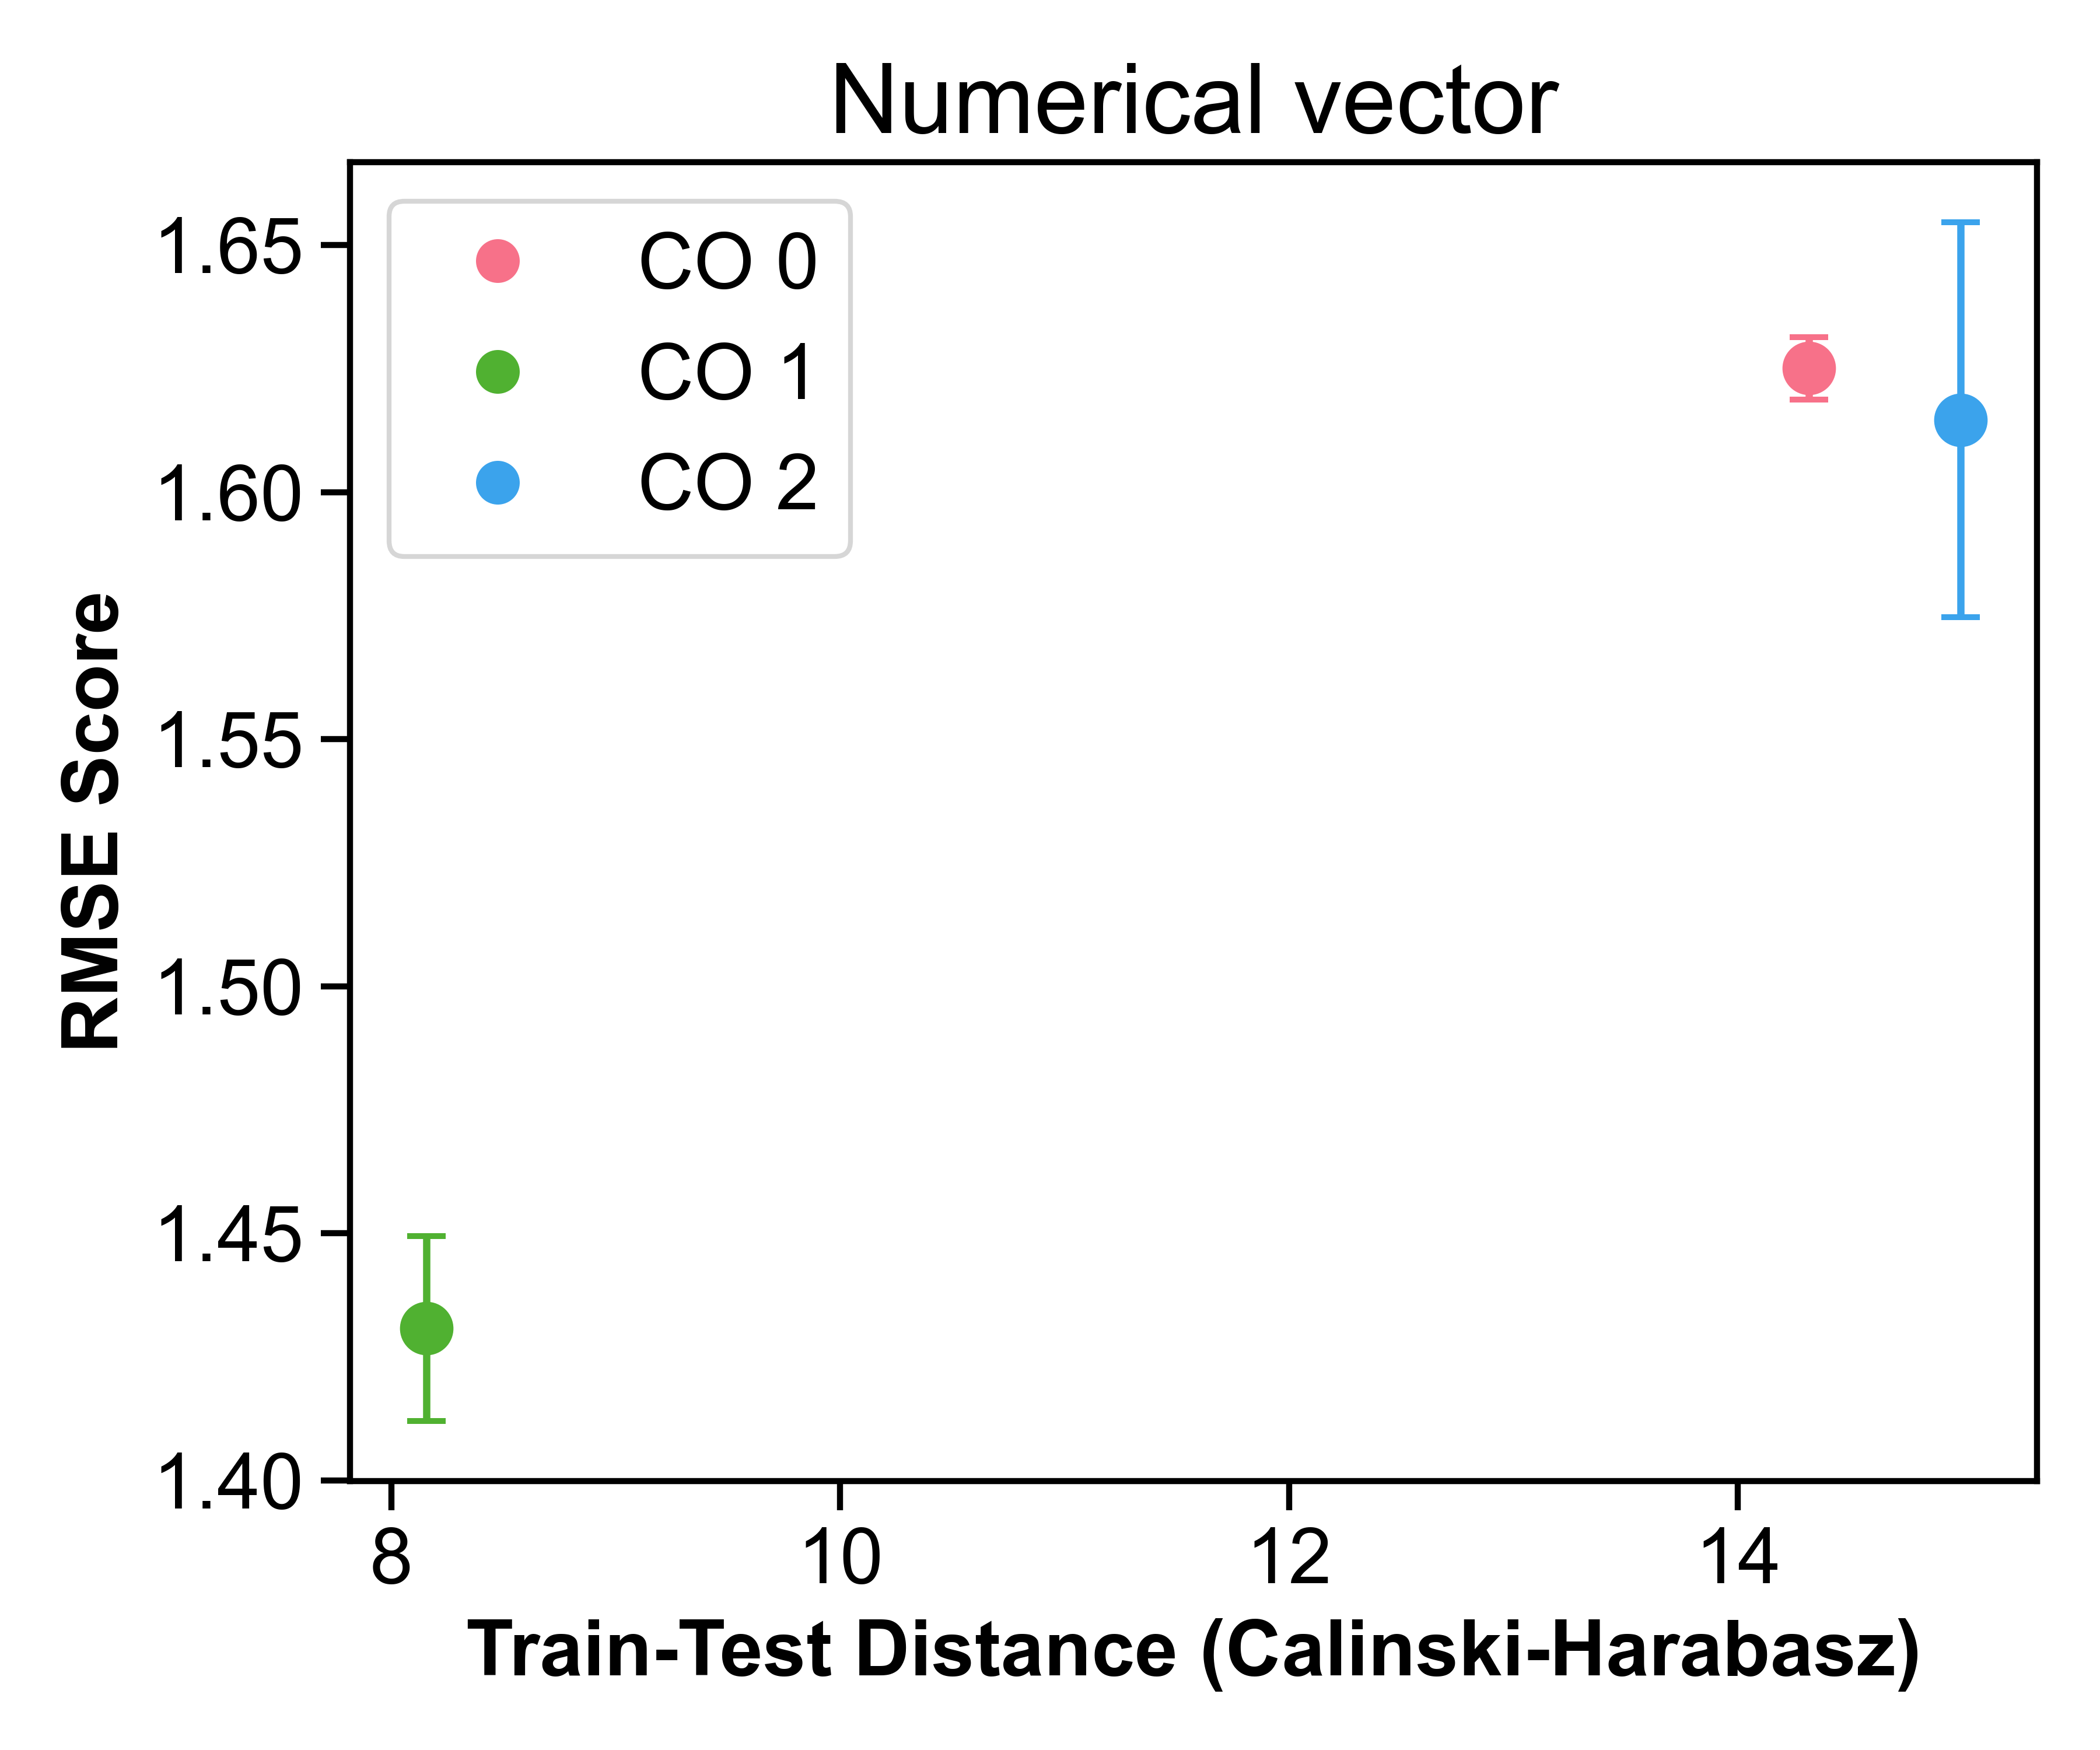 Numerical vector
CO 0
CO 1
CO 2
1.65
1.60
1.55
1.50
1.45
1.40
RMSE Score
8 10 12 14
Train-Test Distance (Calinski-Harabasz)